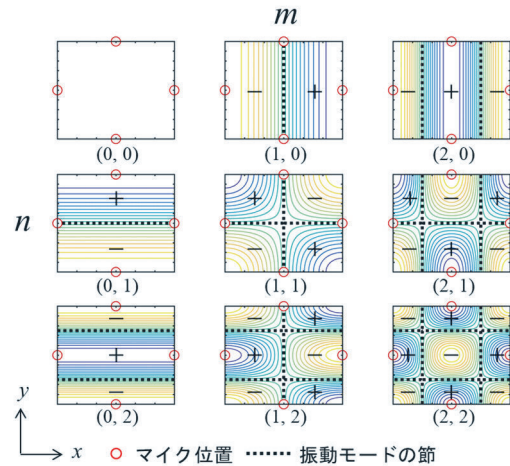 m
(0, 0) (1, 0) (2, 0)
n
(0, 1) (1, 1) (2, 1)
(0, 2) (1, 2) (2, 2)
y
x マイク位置 振動モードの節